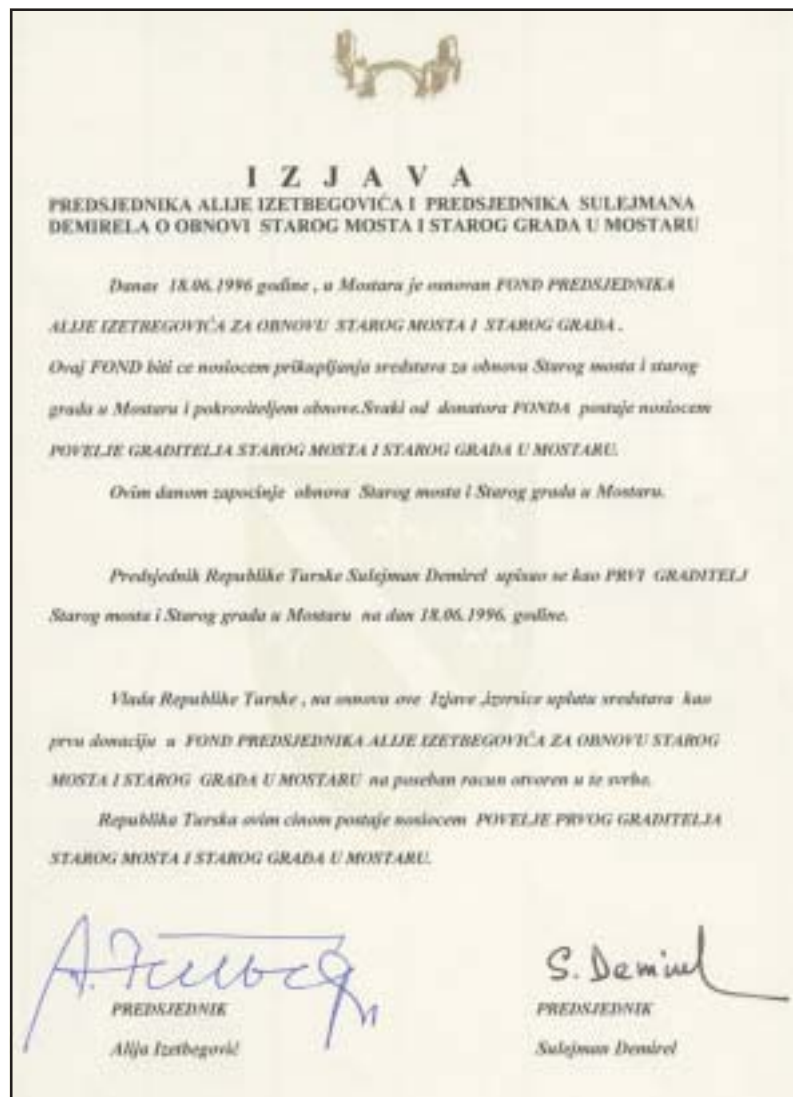 I Z J A V A
PREDSJEDNIKA ALIJE IZETBEGOVIĆA I PREDSJEDNIKA SULEJMANA
DEMIRELA O OBNOVI STAROG MOSTA I STAROG GRADA U MOSTARU
Danas 18.06.1996 godine , u Mostaru je osnovan FOND PREDSJEDNIKA
ALIJE IZETBEGOVIĆA ZA OBNOVU STAROG MOSTA I STAROG GRADA .
Ovaj FOND biti ce nosiocem prikupljanja sredstava za obnovu Starog mosta i starog
grada u Mostaru i pokroviteljem obnove.Svaki od donatora FONDA postaje nosiocem
POVELJE GRADITELJA STAROG MOSTA I STAROG GRADA U MOSTARU.
Ovim danom zapocinje obnova Starog mosta i Starog grada u Mostaru.
Predsjednik Republike Turske Sulejman Demirel upisao se kao PRVI GRADITELJ
Starog mosta i Starog grada u Mostaru na dan 18.06.1996. godine.
Vlada Republike Turske , na osnovu ove Izjave ,izvrsice uplatu sredstava kao
prvu donaciju u FOND PREDSJEDNIKA ALIJE IZETBEGOVIĆA ZA OBNOVU STAROG
MOSTA I STAROG GRADA U MOSTARU na poseban racun otvoren u te svrhe.
Republika Turska ovim cinom postaje nosiocem POVELJE PRVOG GRADITELJA
STAROG MOSTA I STAROG GRADA U MOSTARU.
S. Demirel
PREDSJEDNIK
Alija Izetbegović
PREDSJEDNIK
Sulejman Demirel